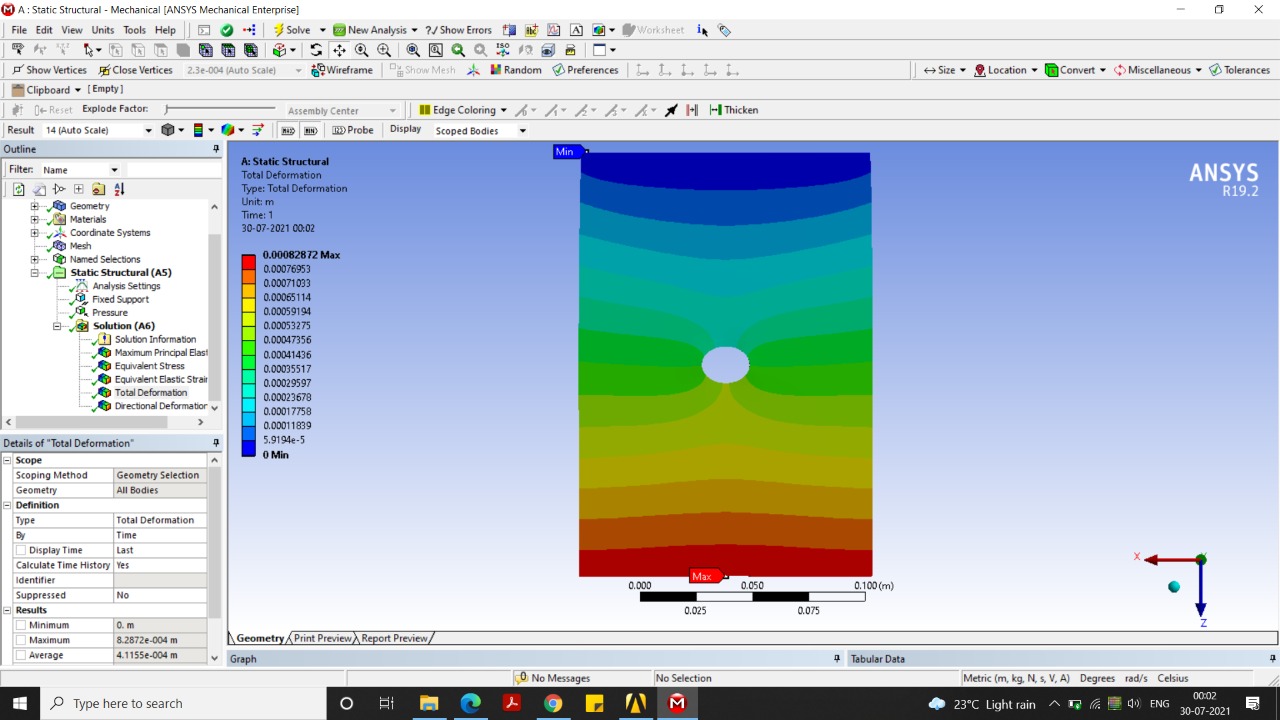 A : Static Structural - Mechanical [ANSYS Mechanical Enterprise]
File Edit View Units Tools Help Solve New Analysis ?/ Show Errors Worksheet
Show Vertices Close Vertices 2.3e-004 (Auto Scale) Wireframe Show Mesh Random Preferences Size Location Convert Miscellaneous Tolerances
Clipboard [ Empty ]
Reset Explode Factor: Assembly Center Edge Coloring Thicken
Result 14 (Auto Scale) MAX MIN Probe Display Scoped Bodies
Outline
Filter: Name
Geometry
Materials
Coordinate Systems
Mesh
Named Selections
Static Structural (A5)
Analysis Settings
Fixed Support
Pressure
Solution (A6)
Solution Information
Maximum Principal Elast
Equivalent Stress
Equivalent Elastic Strain
Total Deformation
Directional Deformation
Details of "Total Deformation"
Scope
Scoping Method Geometry Selection
Geometry All Bodies
Definition
Type Total Deformation
By Time
Display Time Last
Calculate Time History Yes
Identifier
Suppressed No
Results
Minimum 0. m
Maximum 8.2872e-004 m
Average 4.1155e-004 m
A: Static Structural
Total Deformation
Type: Total Deformation
Unit: m
Time: 1
30-07-2021 00:02
0.00082872 Max
0.00076953
0.00071033
0.00065114
0.00059194
0.00053275
0.00047356
0.00041436
0.00035517
0.00029597
0.00023678
0.00017758
0.00011839
5.9194e-5
0 Min
Min
ANSYS
R19.2
Max
0.000 0.050 0.100 (m)
0.025 0.075
X
Y
Z
Geometry Print Preview Report Preview
Graph Tabular Data
0 No Messages No Selection Metric (m, kg, N, s, V, A) Degrees rad/s Celsius
Type here to search
23°C Light rain ENG 00:02
30-07-2021